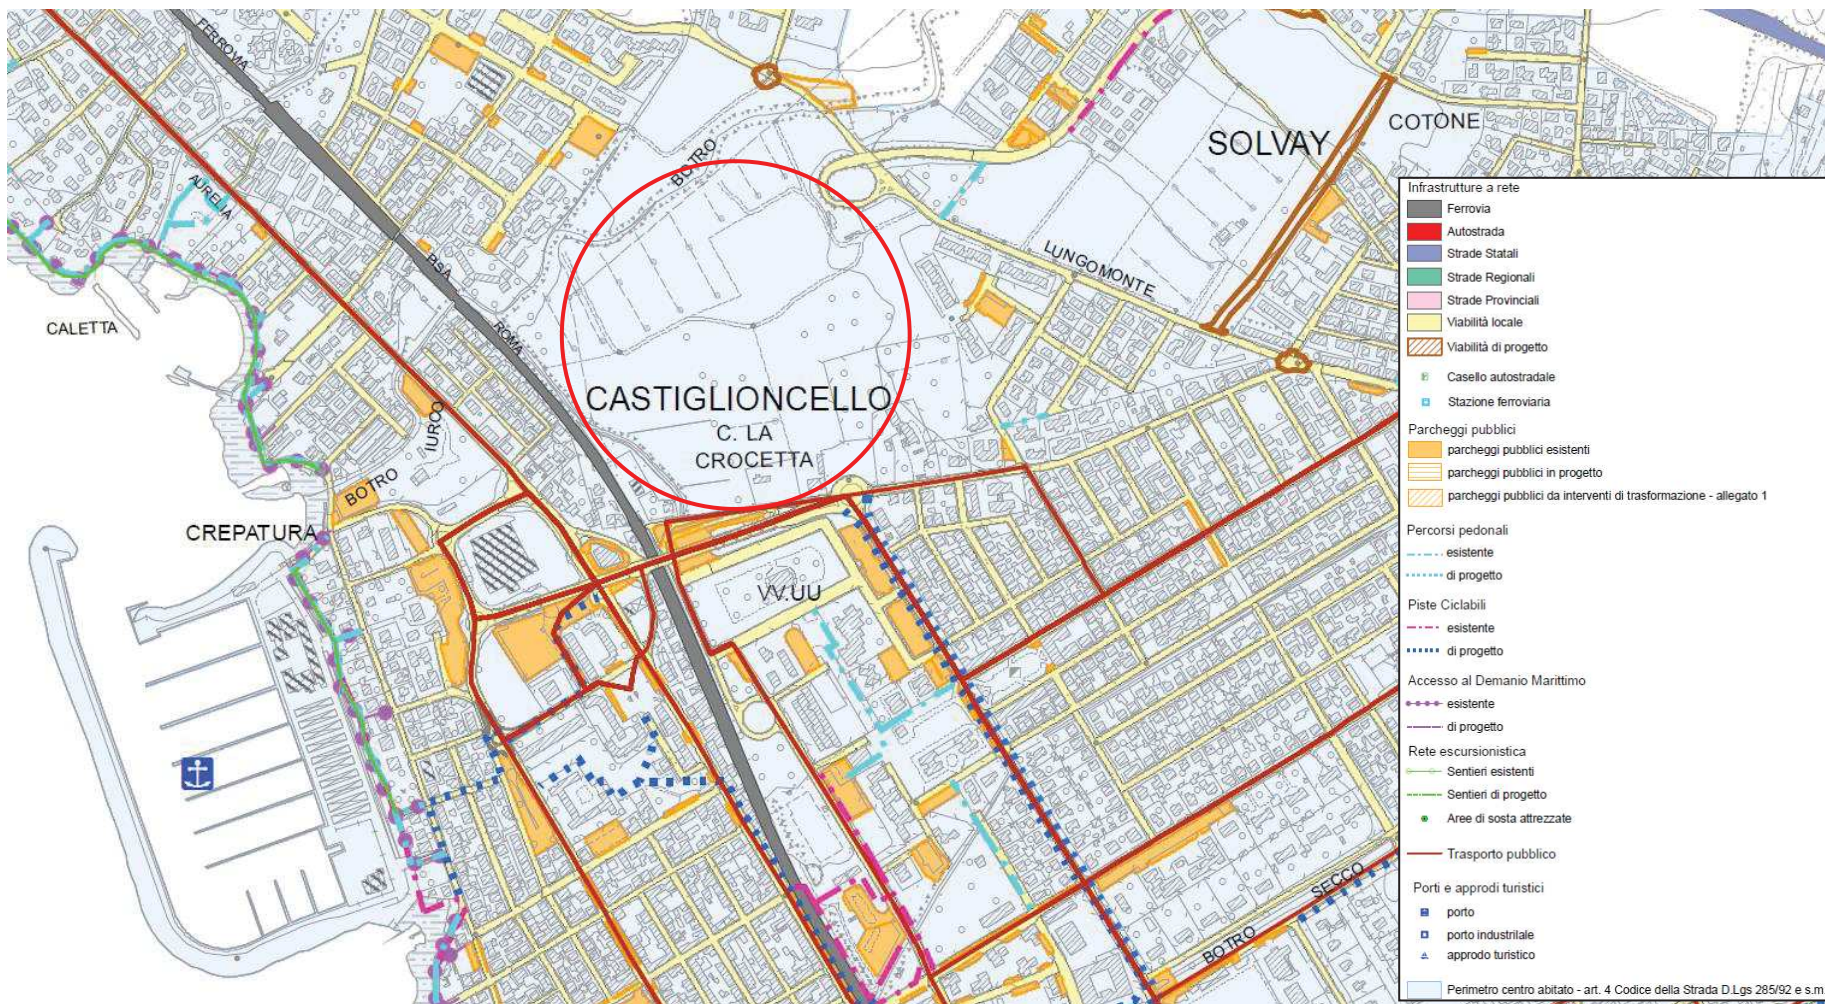 FERROVIA
BOTRO
SOLVAY
COTONE
AURELIA
PISA
ROMA
LUNGOMONTE
CALETTA
CASTIGLIONCELLO
C. LA
CROCETTA
IURCO
BOTRO
CREPATURA
VV.UU
SECCO
BOTRO
Infrastrutture a rete
Ferrovia
Autostrada
Strade Statali
Strade Regionali
Strade Provinciali
Viabilità locale
Viabilità di progetto
Casello autostradale
Stazione ferroviaria
Parcheggi pubblici
parcheggi pubblici esistenti
parcheggi pubblici in progetto
parcheggi pubblici da interventi di trasformazione - allegato 1
Percorsi pedonali
esistente
di progetto
Piste Ciclabili
esistente
di progetto
Accesso al Demanio Marittimo
esistente
di progetto
Rete escursionistica
Sentieri esistenti
Sentieri di progetto
Aree di sosta attrezzate
Trasporto pubblico
Porti e approdi turistici
porto
porto industrilale
approdo turistico
Perimetro centro abitato - art. 4 Codice della Strada D.Lgs 285/92 e s.m.